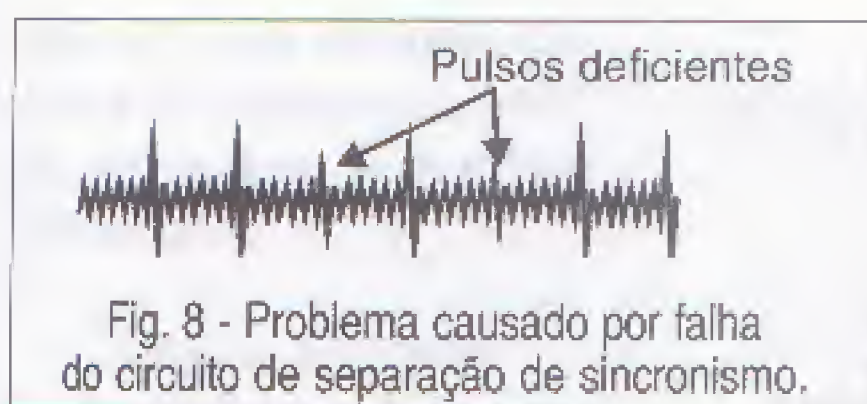 Pulsos deficientes
Fig. 8 - Problema causado por falha
do circuito de separação de sincronismo.